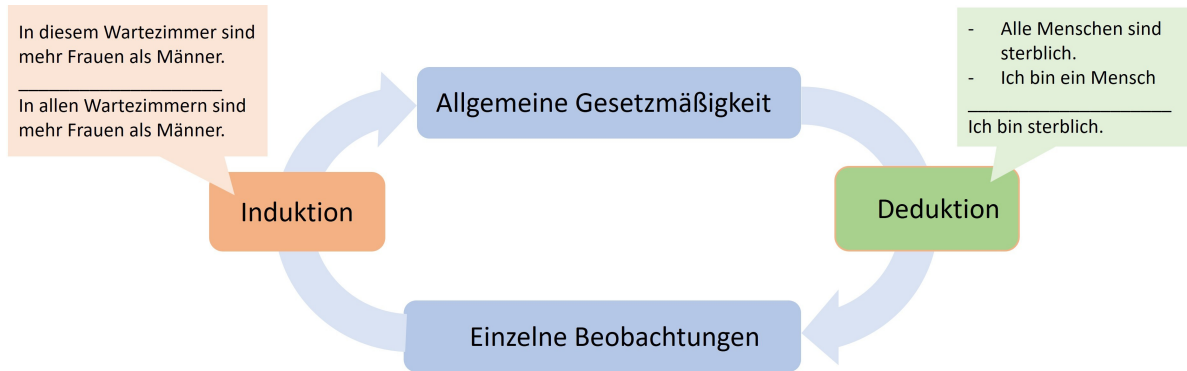 In diesem Wartezimmer sind
mehr Frauen als Männer.
In allen Wartezimmern sind
mehr Frauen als Männer.
- Alle Menschen sind
sterblich.
- Ich bin ein Mensch
Ich bin sterblich.
Allgemeine Gesetzmäßigkeit
Induktion
Deduktion
Einzelne Beobachtungen